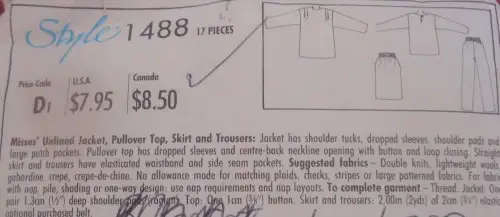 Style 1488 17 PIECES
Price Code U.S.A. Canada
D1 $7.95 $8.50
Misses' Unlined Jacket, Pullover Top, Skirt and Trousers: Jacket has shoulder tucks, dropped sleeves, shoulder pads and
large patch pockets. Pullover top has dropped sleeves and centre-back neckline opening with button and loop closing. Straight
skirt and trousers have elasticated waistband and side seam pockets. Suggested fabrics – Double knits, lightweight wools,
gabardine, crepe, crepe-de-chine. No allowance made for matching plaids, checks, stripes or large patterned fabrics. For fabrics
with nap, pile, shading or one-way design: use nap requirements and nap layouts. To complete garment – Thread. Jacket: One
pair 1.3cm (½") deep shoulder pads. Top: One 1cm (⅜") button. Skirt and Trousers: 2.00m (2yds) of 2cm (¾") elastic,
optional purchased belt.